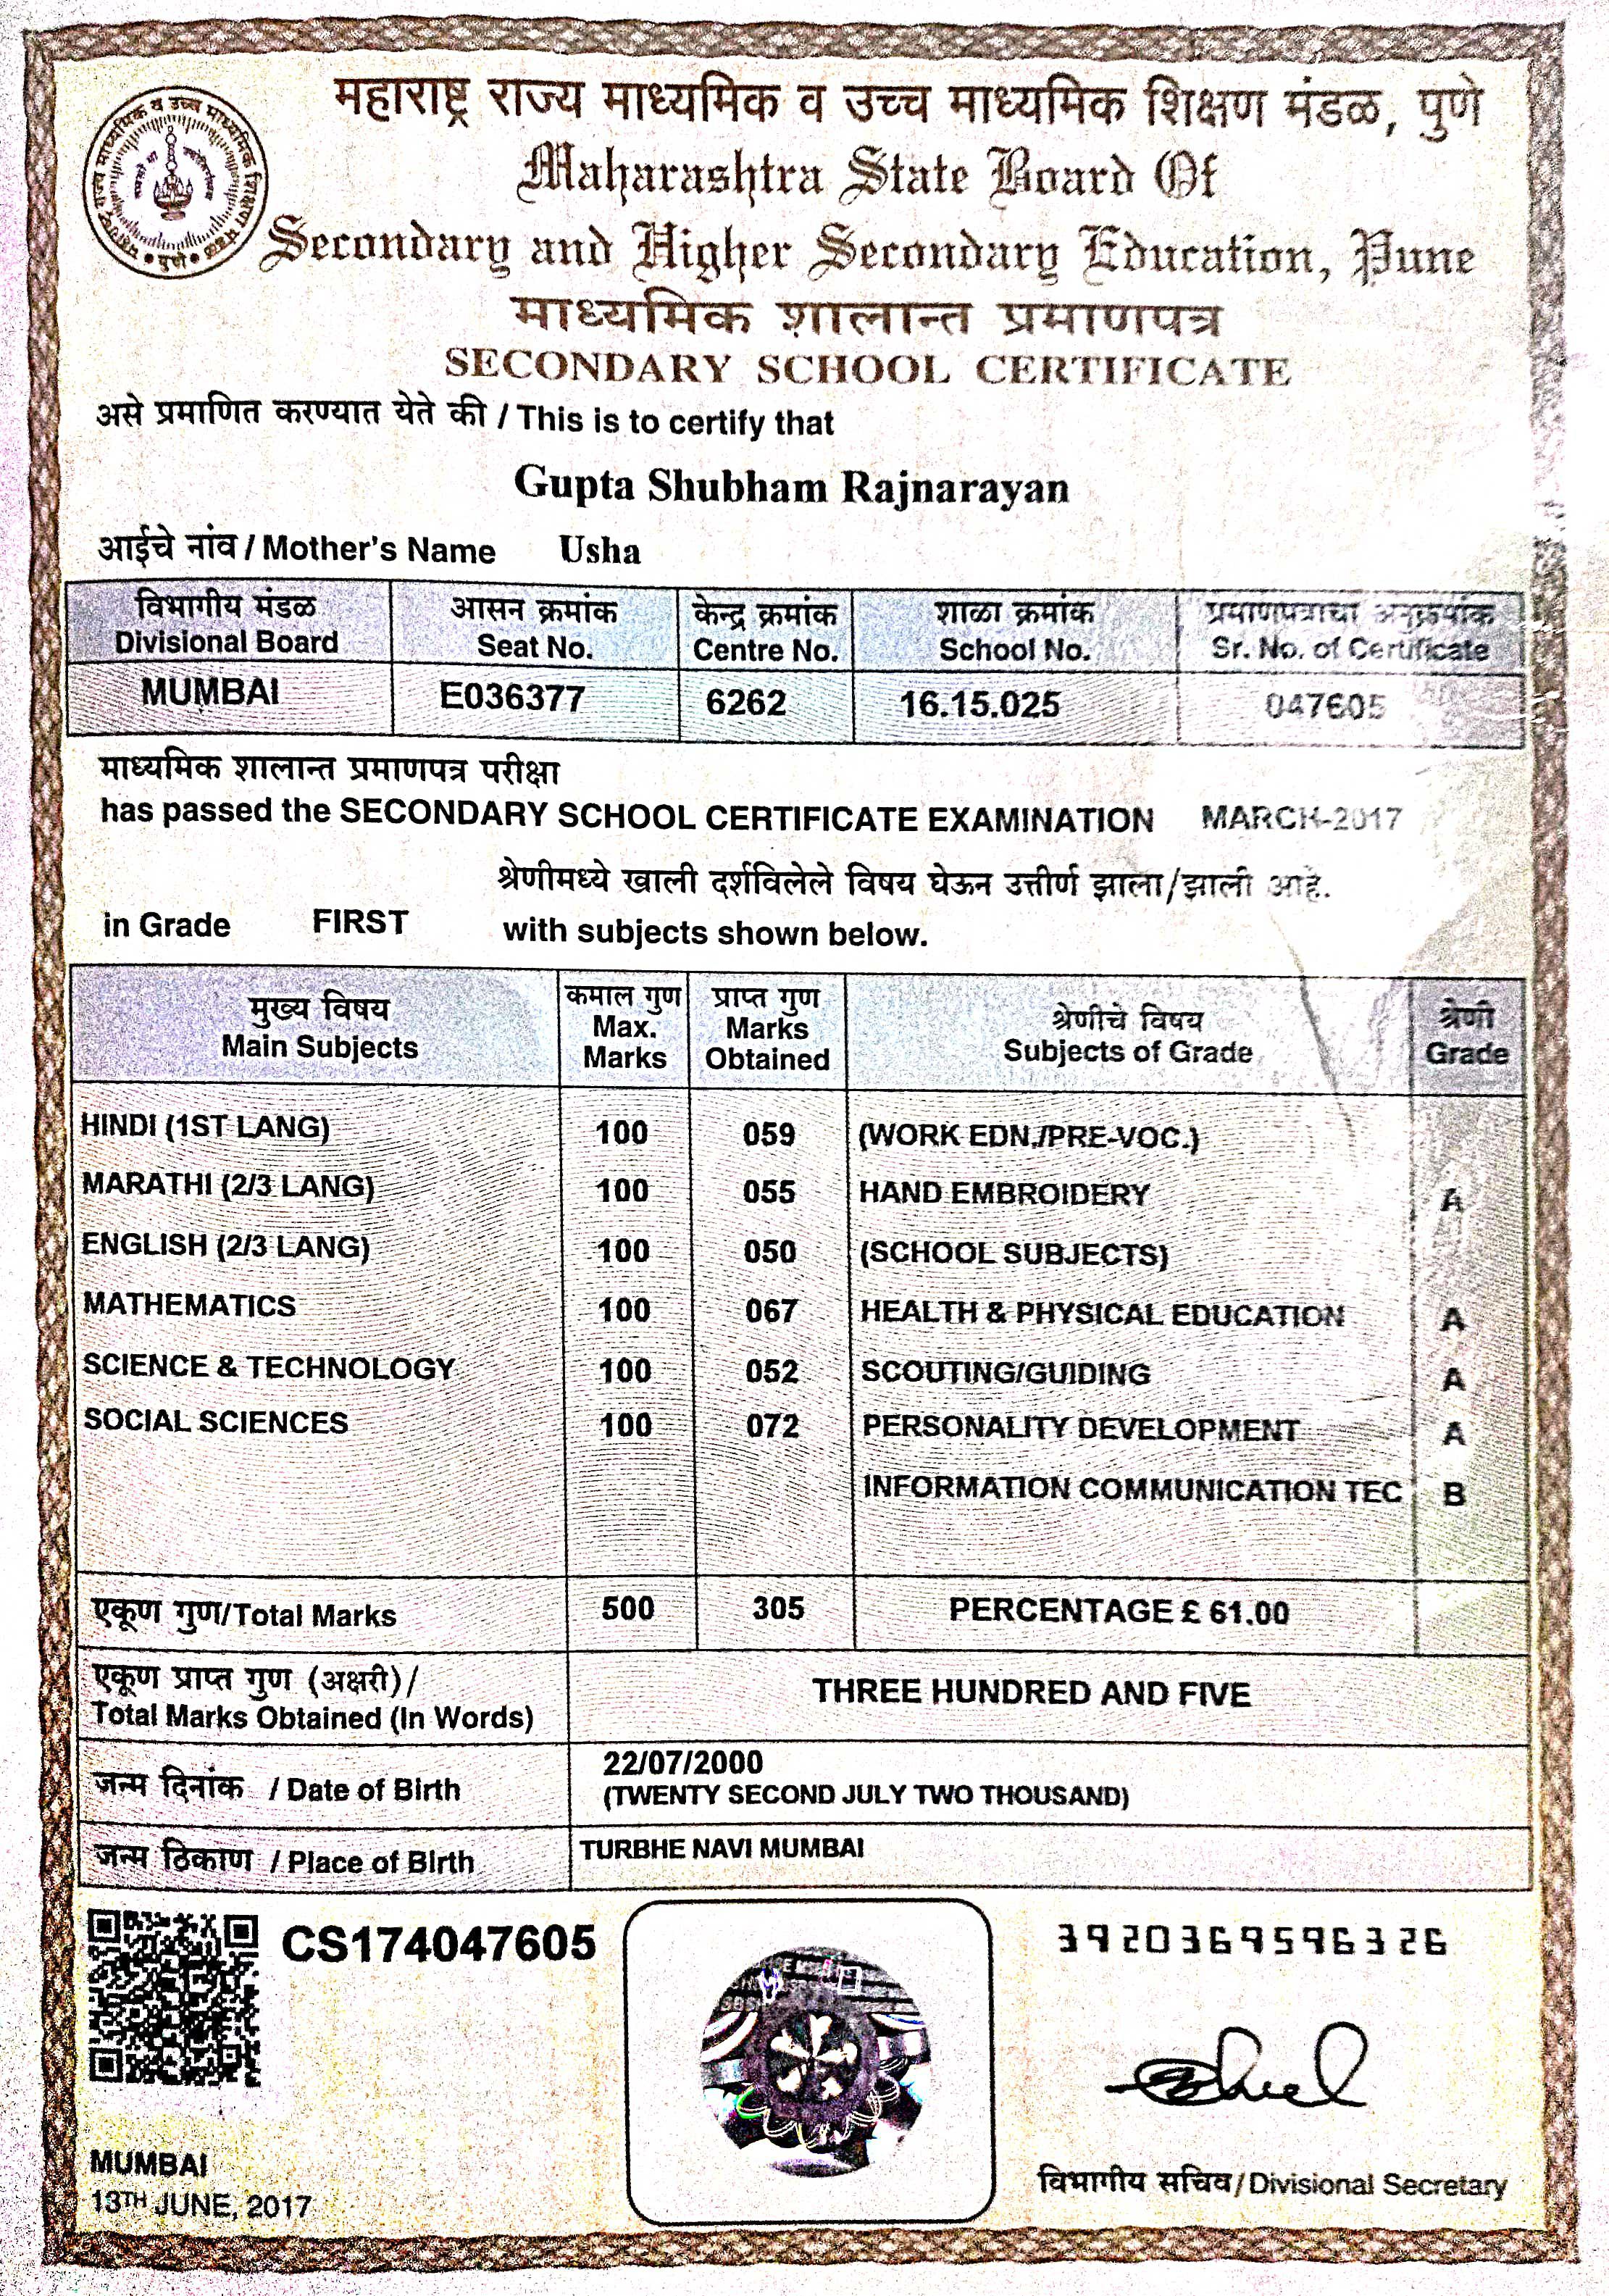 महाराष्ट्र राज्य माध्यमिक व उच्च माध्यमिक शिक्षण मंडळ, पुणे
Maharashtra State Board Of
Secondary and Higher Secondary Education, Pune
माध्यमिक शालान्त प्रमाणपत्र
SECONDARY SCHOOL CERTIFICATE
असे प्रमाणित करण्यात येते की / This is to certify that
Gupta Shubham Rajnarayan
आईचे नांव / Mother's Name Usha
विभागीय मंडळ आसन क्रमांक केन्द्र क्रमांक शाळा क्रमांक प्रमाणपत्राचा अनुक्रमांक
Divisional Board Seat No. Centre No. School No. Sr. No. of Certificate
MUMBAI E036377 6262 16.15.025 047605
माध्यमिक शालान्त प्रमाणपत्र परीक्षा
has passed the SECONDARY SCHOOL CERTIFICATE EXAMINATION MARCH-2017
श्रेणीमध्ये खाली दर्शविलेले विषय घेऊन उत्तीर्ण झाला/झाली आहे.
in Grade FIRST with subjects shown below.
मुख्य विषय कमाल गुण प्राप्त गुण श्रेणीचे विषय श्रेणी
Main Subjects Max. Marks Marks Obtained Subjects of Grade Grade
HINDI (1ST LANG) 100 059 (WORK EDN./PRE-VOC.)
MARATHI (2/3 LANG) 100 055 HAND EMBROIDERY A
ENGLISH (2/3 LANG) 100 050 (SCHOOL SUBJECTS)
MATHEMATICS 100 067 HEALTH & PHYSICAL EDUCATION A
SCIENCE & TECHNOLOGY 100 052 SCOUTING/GUIDING A
SOCIAL SCIENCES 100 072 PERSONALITY DEVELOPMENT A
INFORMATION COMMUNICATION TEC B
एकूण गुण/Total Marks 500 305 PERCENTAGE £ 61.00
एकूण प्राप्त गुण (अक्षरी)/
Total Marks Obtained (In Words) THREE HUNDRED AND FIVE
जन्म दिनांक / Date of Birth 22/07/2000
(TWENTY SECOND JULY TWO THOUSAND)
जन्म ठिकाण / Place of Birth TURBHE NAVI MUMBAI
CS174047605 3920369596326
MUMBAI
13TH JUNE, 2017
विभागीय सचिव/Divisional Secretary